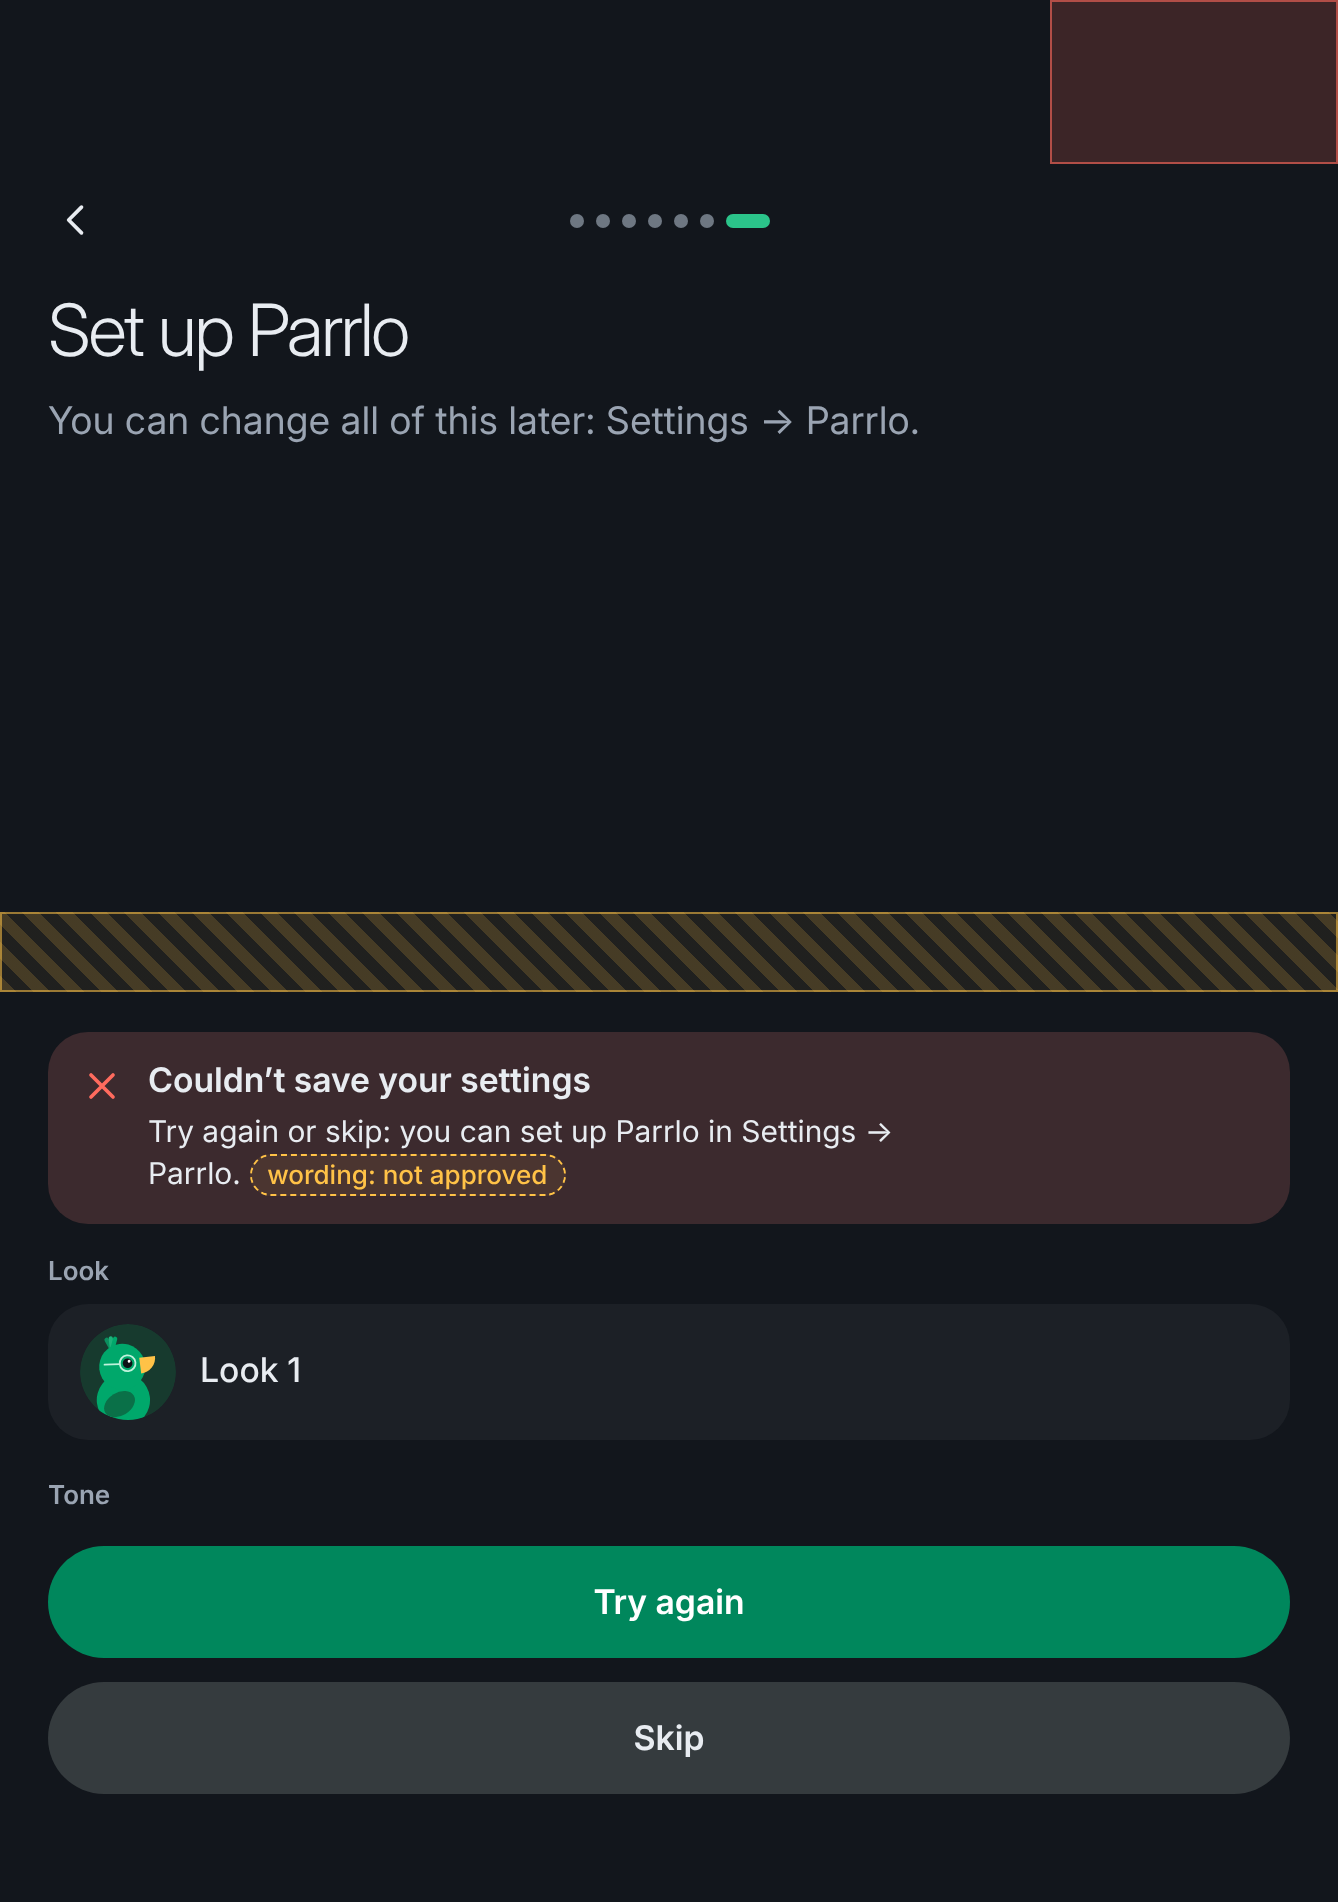 Set up Parrlo
You can change all of this later: Settings → Parrlo.
Couldn’t save your settings
Try again or skip: you can set up Parrlo in Settings →
Parrlo. wording: not approved
Look
Look 1
Tone
Try again
Skip